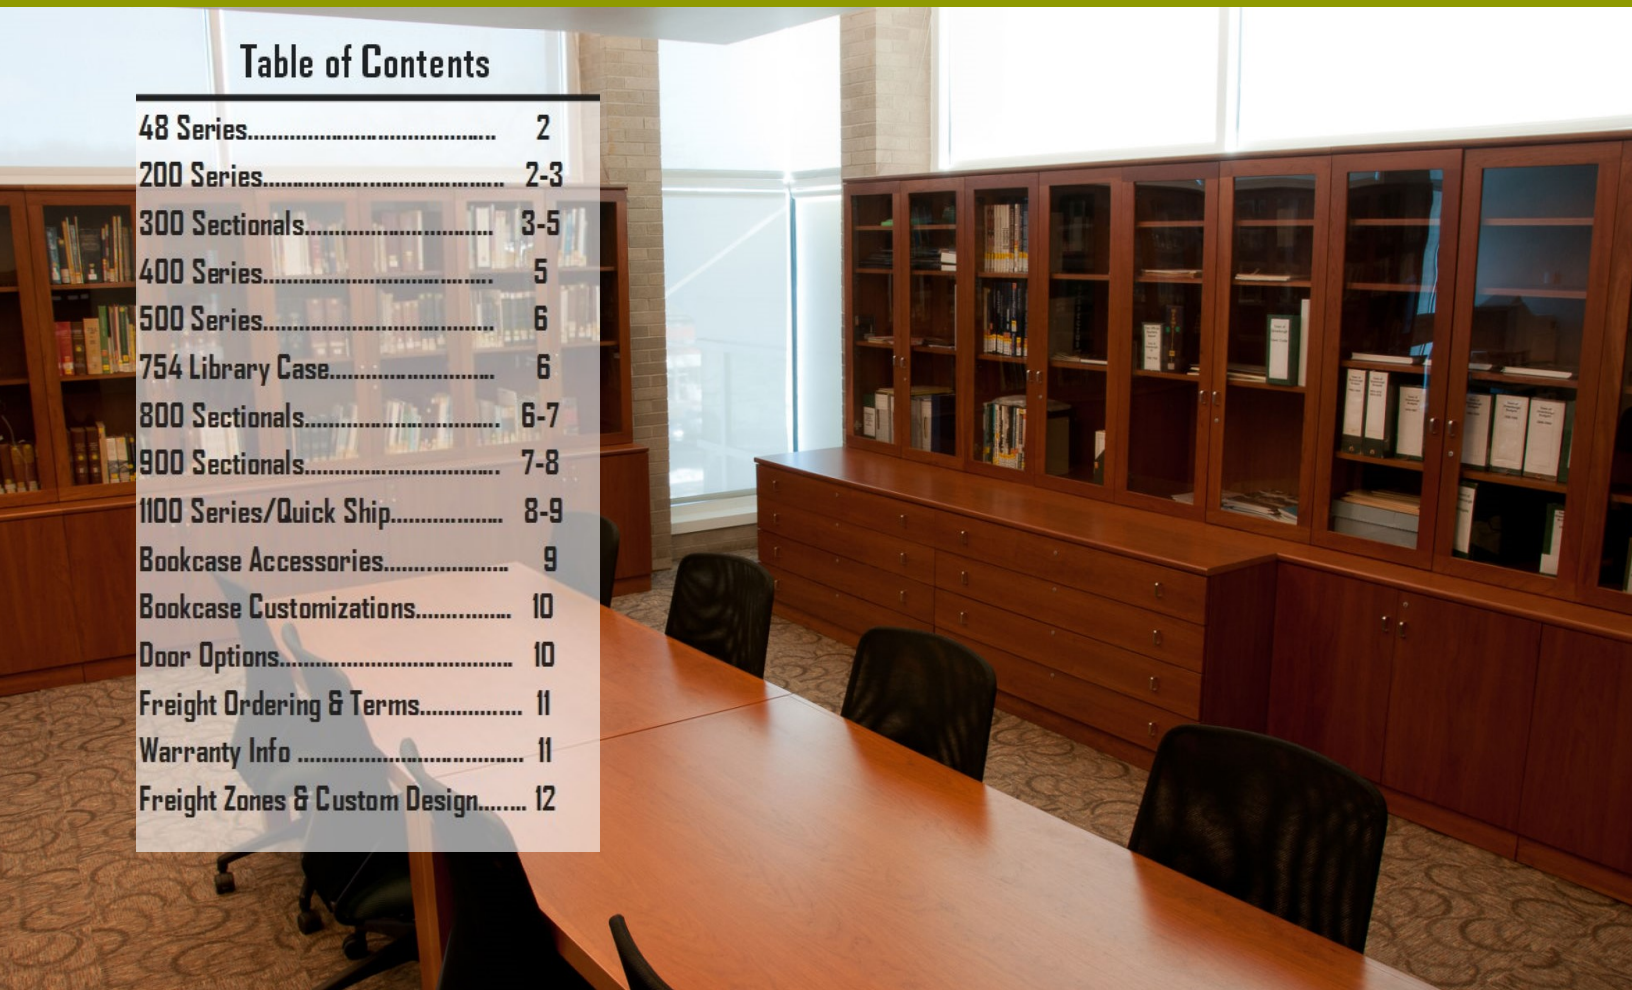 Table of Contents
48 Series.......................................... 2
200 Series......................................... 2-3
300 Sectionals................................ 3-5
400 Series....................................... 5
500 Series....................................... 6
754 Library Case............................ 6
800 Sectionals................................. 6-7
900 Sectionals................................. 7-8
1100 Series/Quick Ship................... 8-9
Bookcase Accessories..................... 9
Bookcase Customizations................ 10
Door Options....................................... 10
Freight Ordering & Terms................. 11
Warranty Info ...................................... 11
Freight Zones & Custom Design........ 12